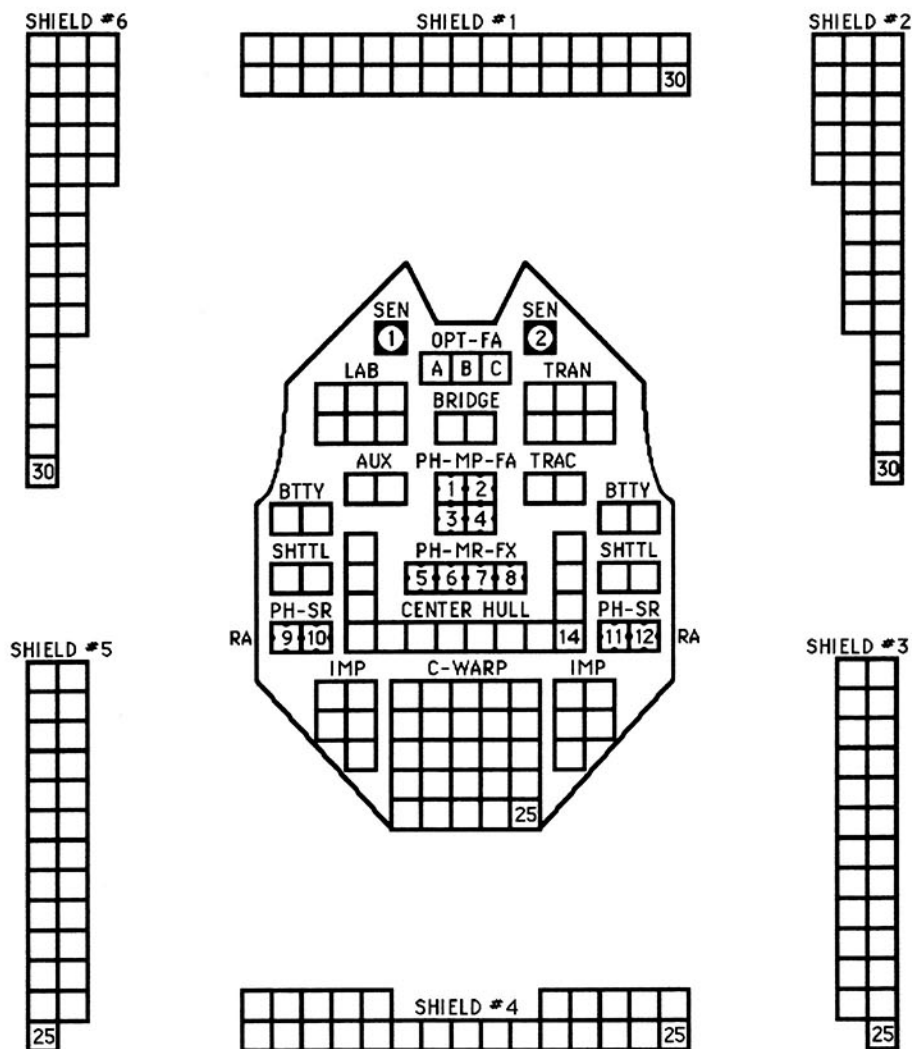 SHIELD #6 SHIELD #1 SHIELD #2
30
SEN SEN
1 2
OPT-FA
A B C
LAB TRAN
BRIDGE
30 30
AUX PH-MP-FA TRAC
1 2
BTTY BTTY
3 4
SHTTL PH-MR-FX SHTTL
5 6 7 8
PH-SR CENTER HULL PH-SR
RA 9 10 14 11 12 RA
SHIELD #5 SHIELD #3
IMP C-WARP IMP
25
SHIELD #4
25 25 25